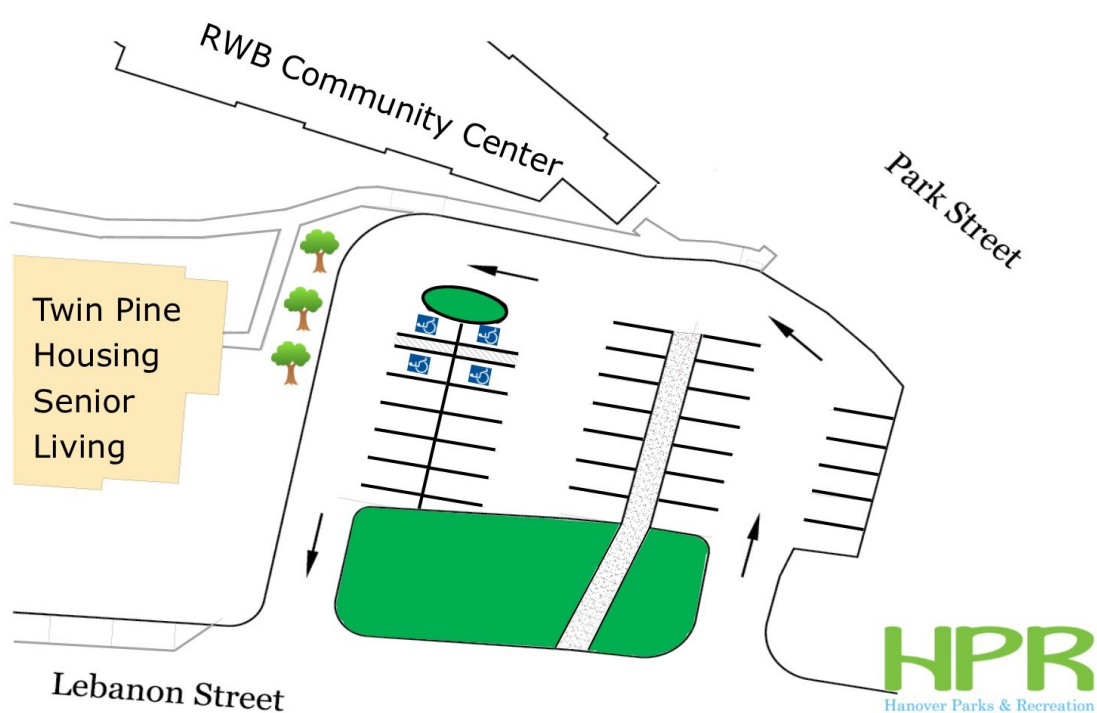 RWB Community Center
Park Street
Twin Pine
Housing
Senior
Living
Lebanon Street
HPR
Hanover Parks & Recreation